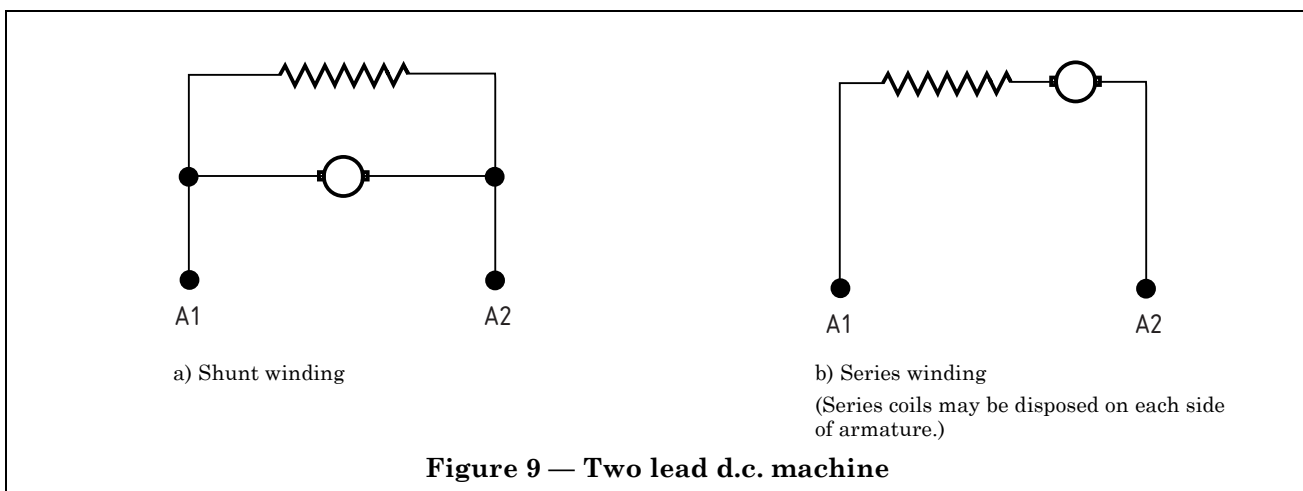 A1
A2
a) Shunt winding
A1
A2
b) Series winding
(Series coils may be disposed on each side
of armature.)
Figure 9 — Two lead d.c. machine